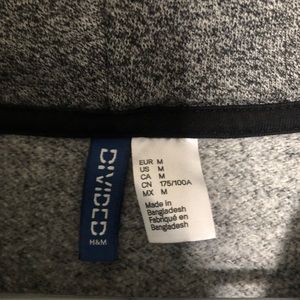 DIVIDED
H&M
EUR M
US M
CA M
CN 175/100A
MX M
Made in
Bangladesh
Fabriqué en
Bangladesh